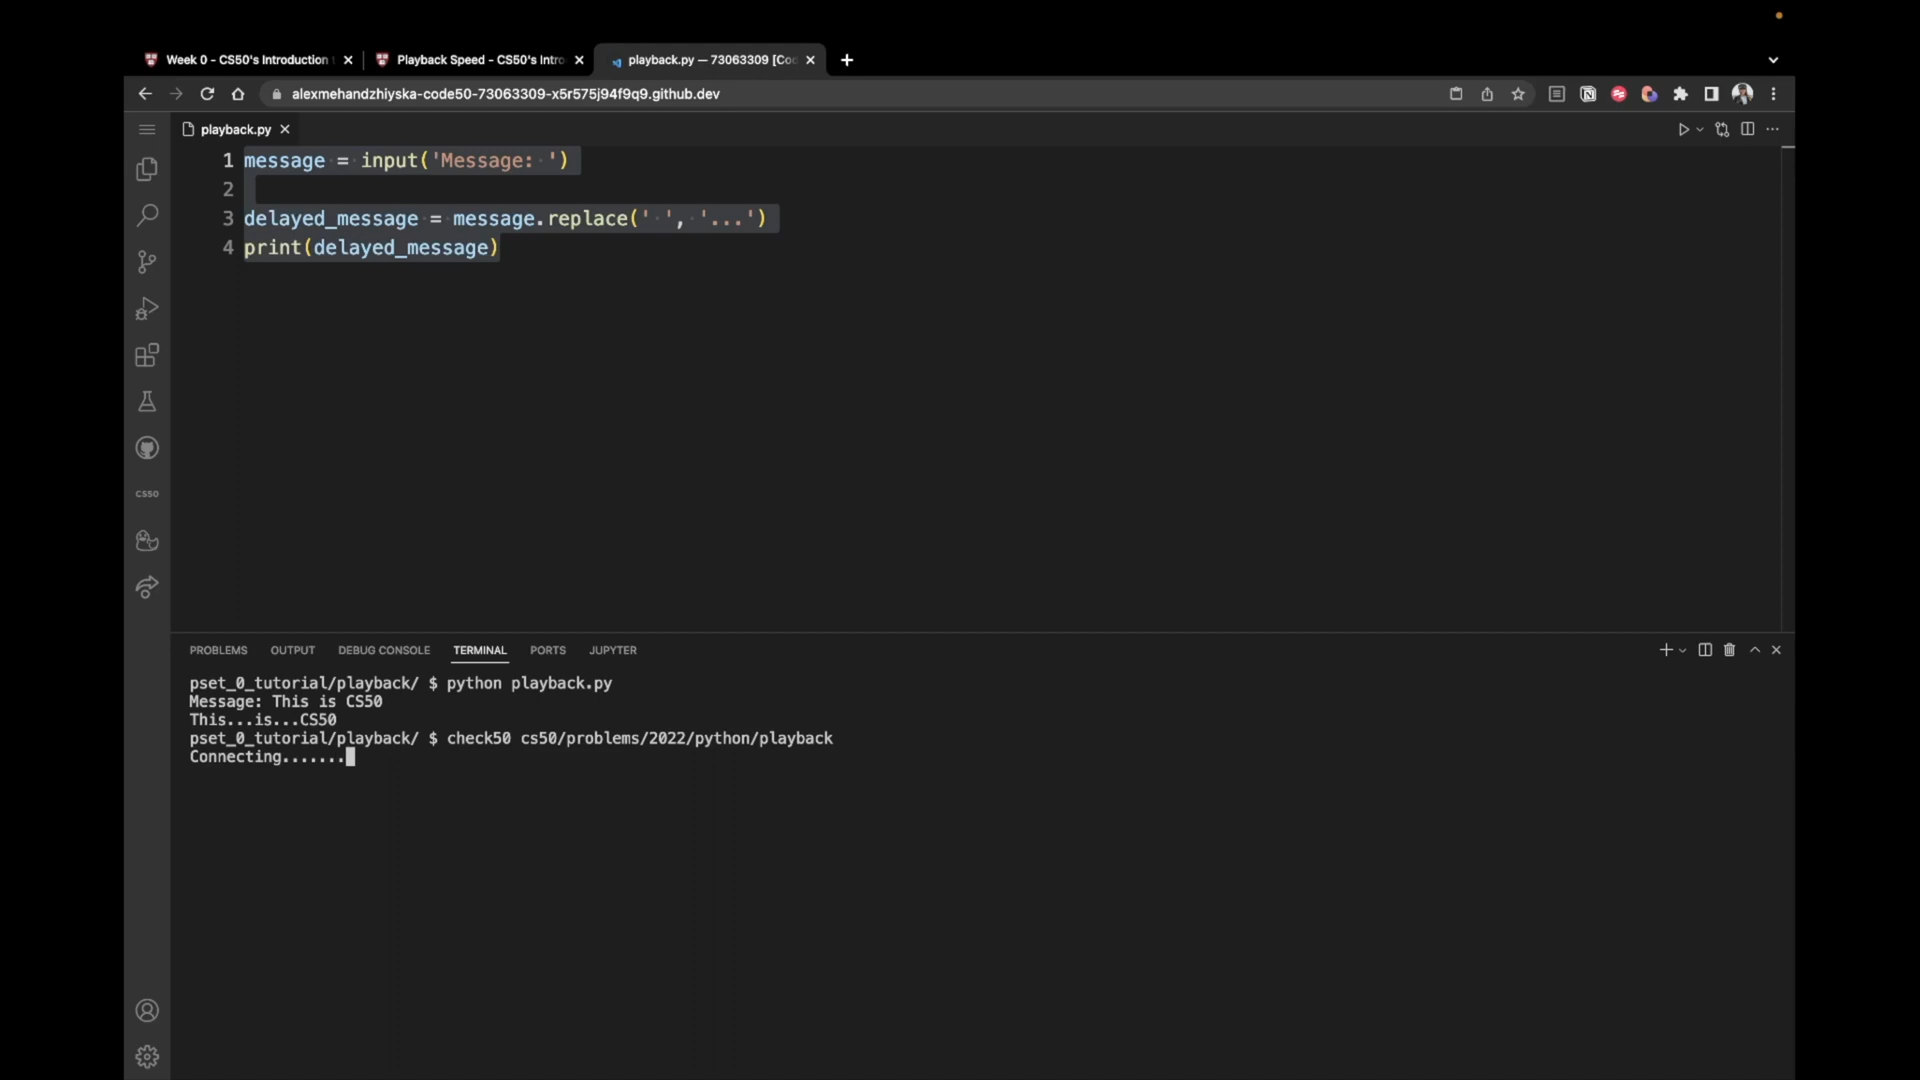 Week 0 - CS50's Introduction
Playback Speed - CS50's Intro
playback.py — 73063309 [Co
alexmehandzhiyska-code50-73063309-x5r575j94f9q9.github.dev
playback.py
1 message = input('Message: ')
2
3 delayed_message = message.replace(' ', '...')
4 print(delayed_message)
CS50
PROBLEMS OUTPUT DEBUG CONSOLE TERMINAL PORTS JUPYTER
pset_0_tutorial/playback/ $ python playback.py
Message: This is CS50
This...is...CS50
pset_0_tutorial/playback/ $ check50 cs50/problems/2022/python/playback
Connecting.......